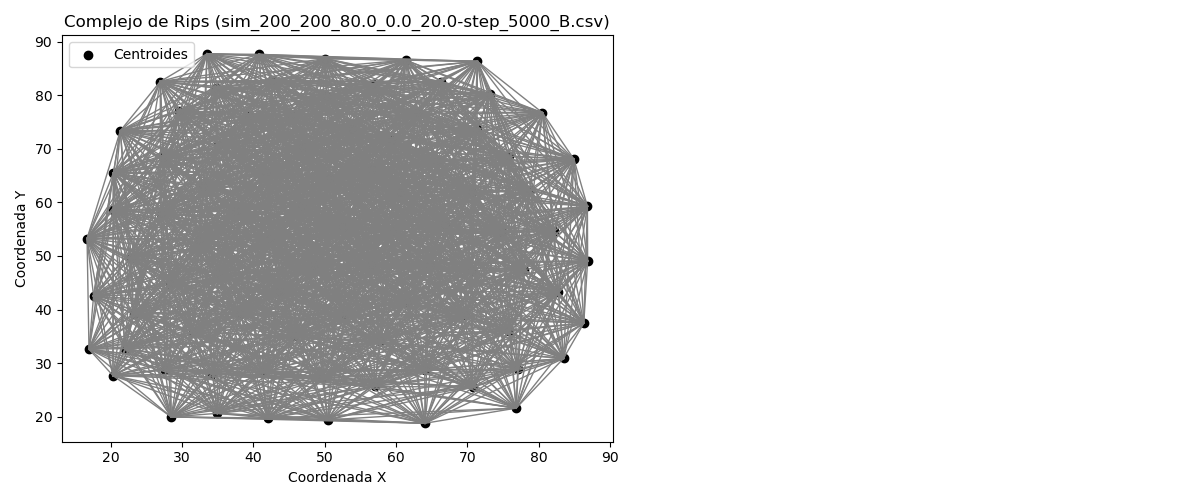 Complejo de Rips (sim_200_200_80.0_0.0_20.0-step_5000_B.csv)
90
Centroides
80
70
60
50
40
30
20
Coordenada Y
20 30 40 50 60 70 80 90
Coordenada X